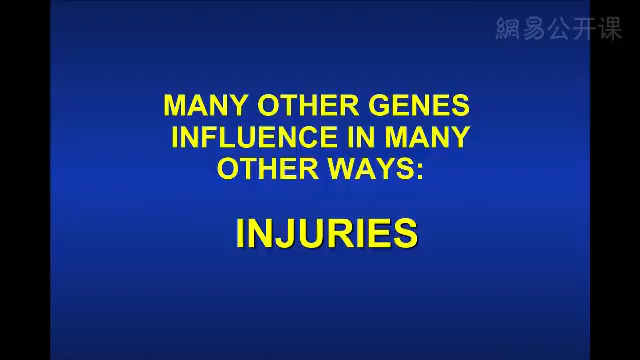 網易公开课
MANY OTHER GENES
INFLUENCE IN MANY
OTHER WAYS:
INJURIES